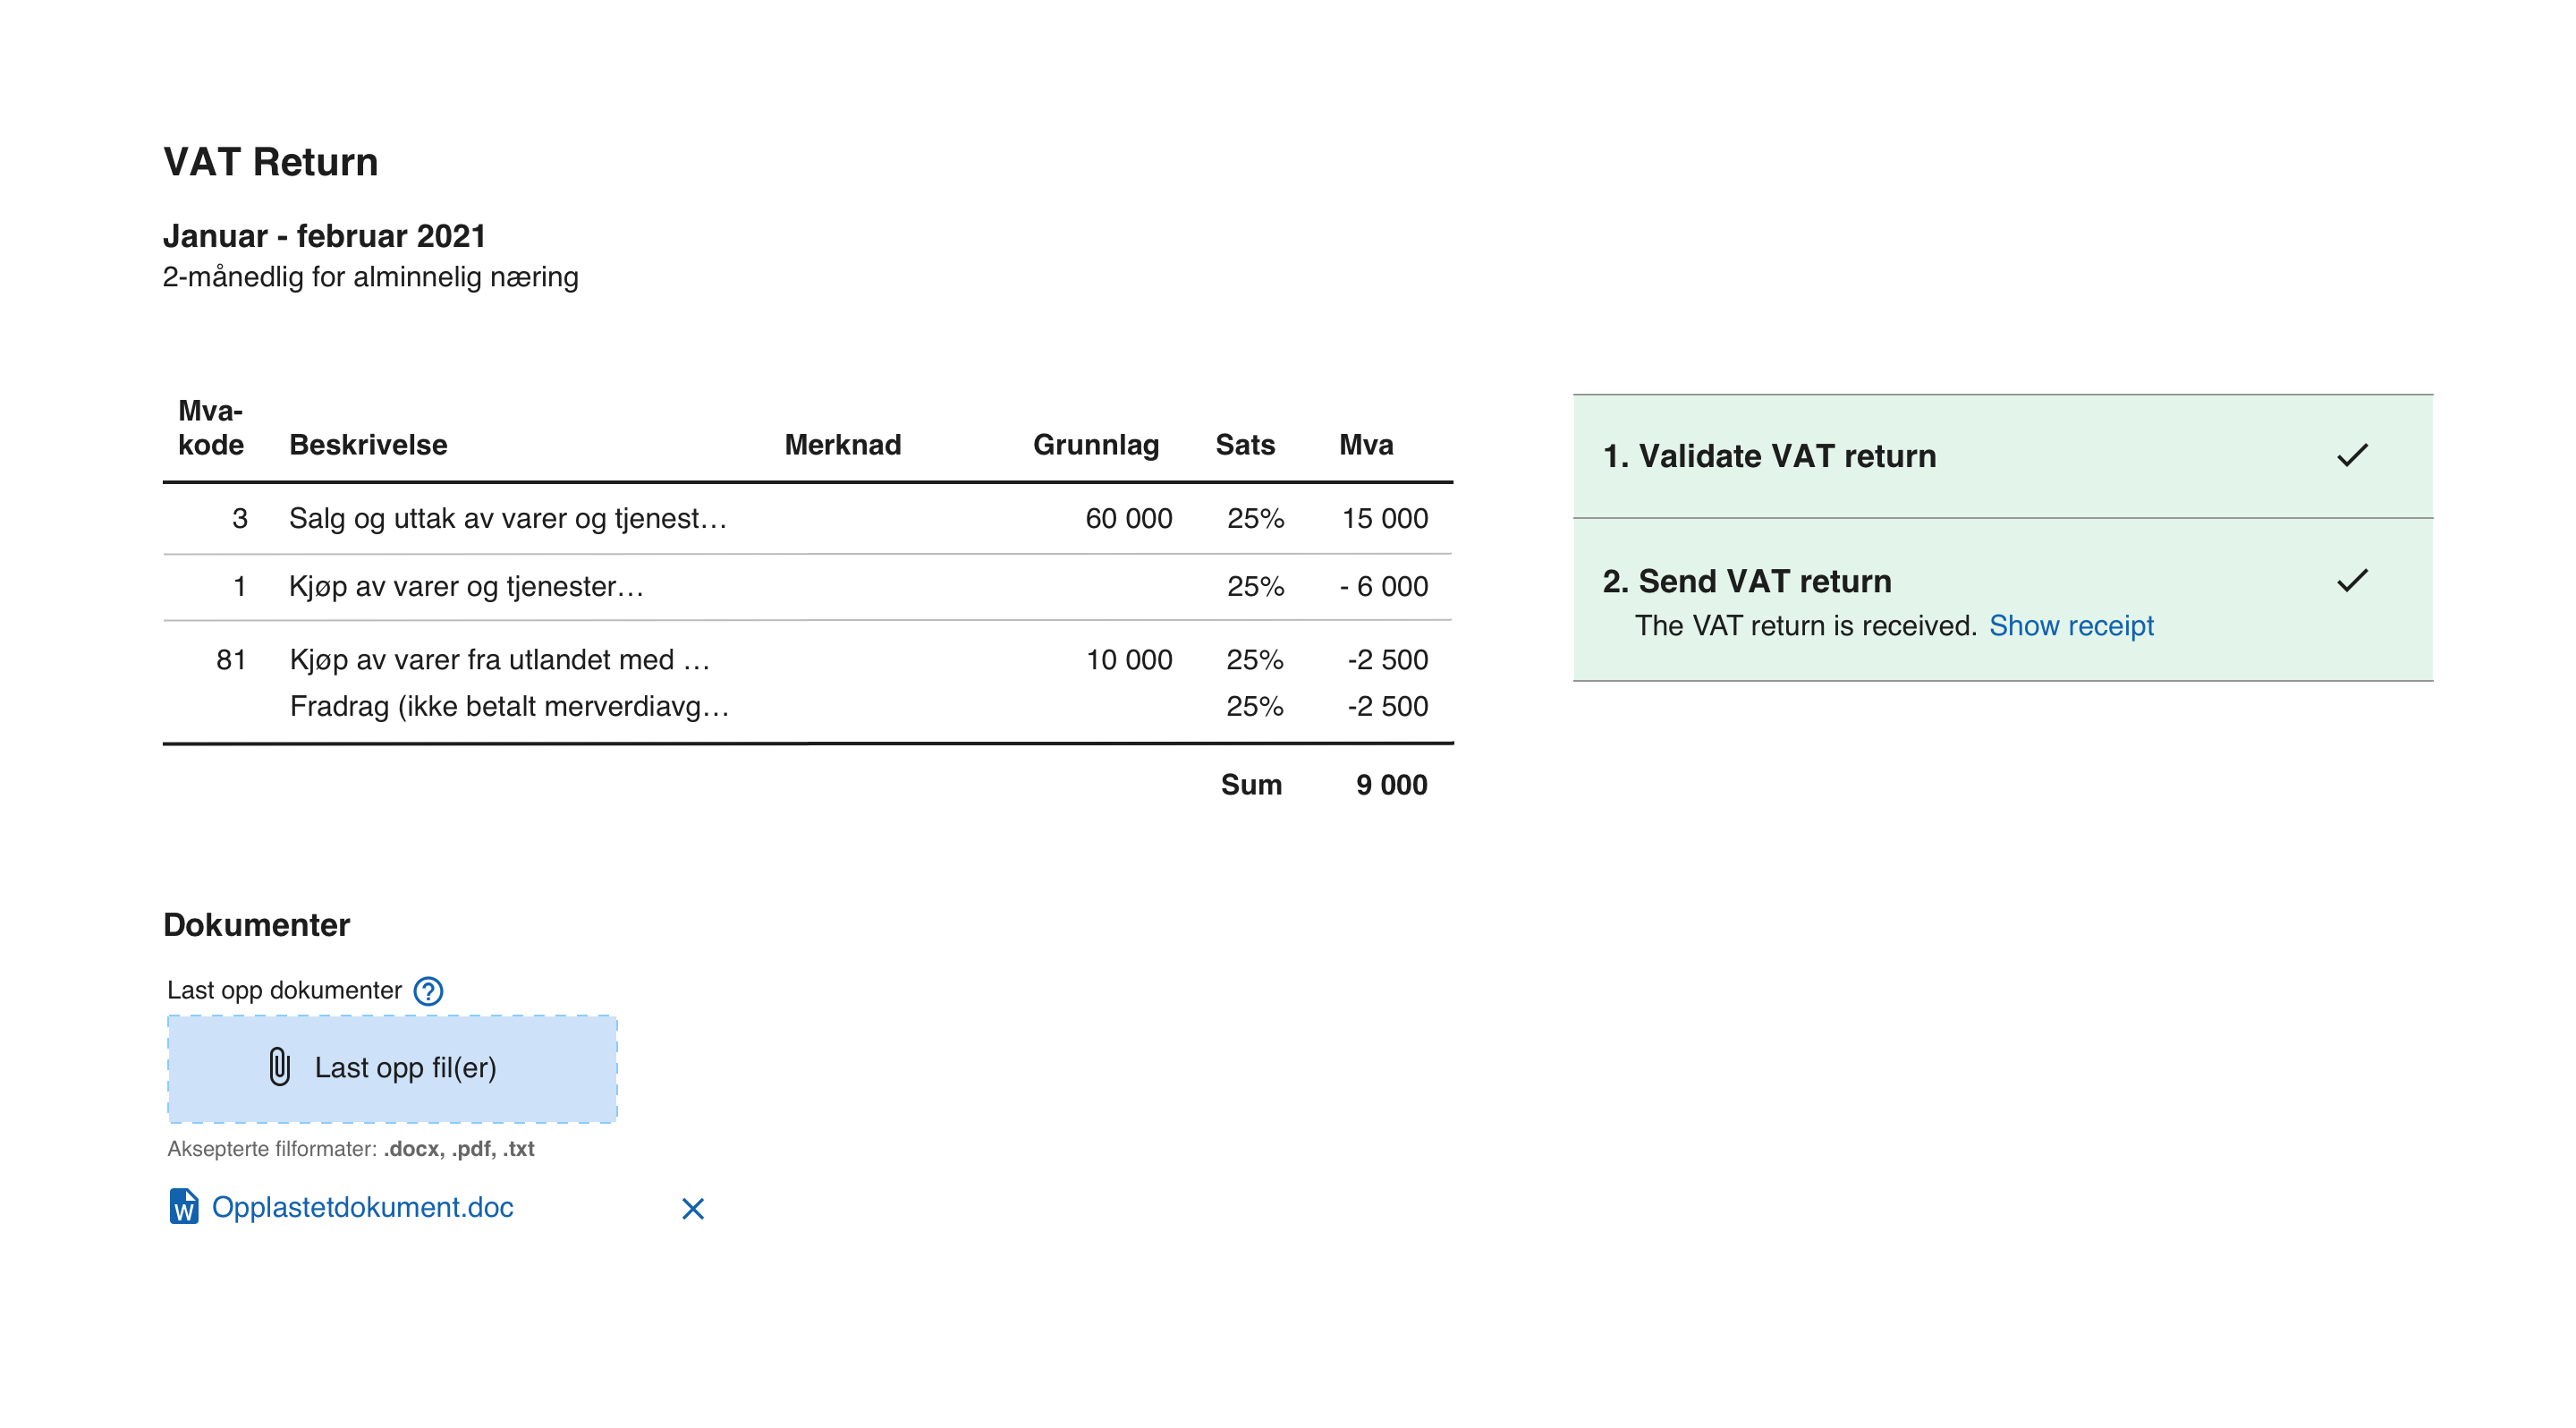 VAT Return
Januar - februar 2021
2-månedlig for alminnelig næring
Mva-
kode Beskrivelse Merknad Grunnlag Sats Mva
3 Salg og uttak av varer og tjenest… 60 000 25% 15 000
1 Kjøp av varer og tjenester… 25% - 6 000
81 Kjøp av varer fra utlandet med … 10 000 25% -2 500
Fradrag (ikke betalt merverdiavg… 25% -2 500
Sum 9 000
1. Validate VAT return
2. Send VAT return
The VAT return is received. Show receipt
Dokumenter
Last opp dokumenter ?
Last opp fil(er)
Aksepterte filformater: .docx, .pdf, .txt
W Opplastetdokument.doc